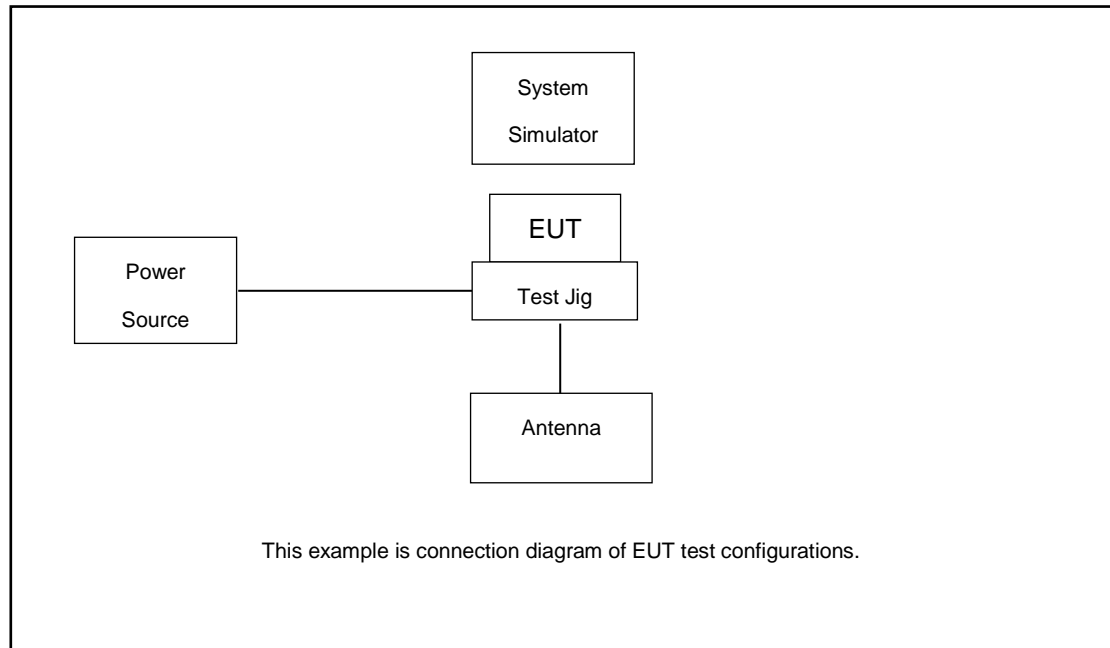 System
Simulator
EUT
Power
Source
Test Jig
Antenna
This example is connection diagram of EUT test configurations.